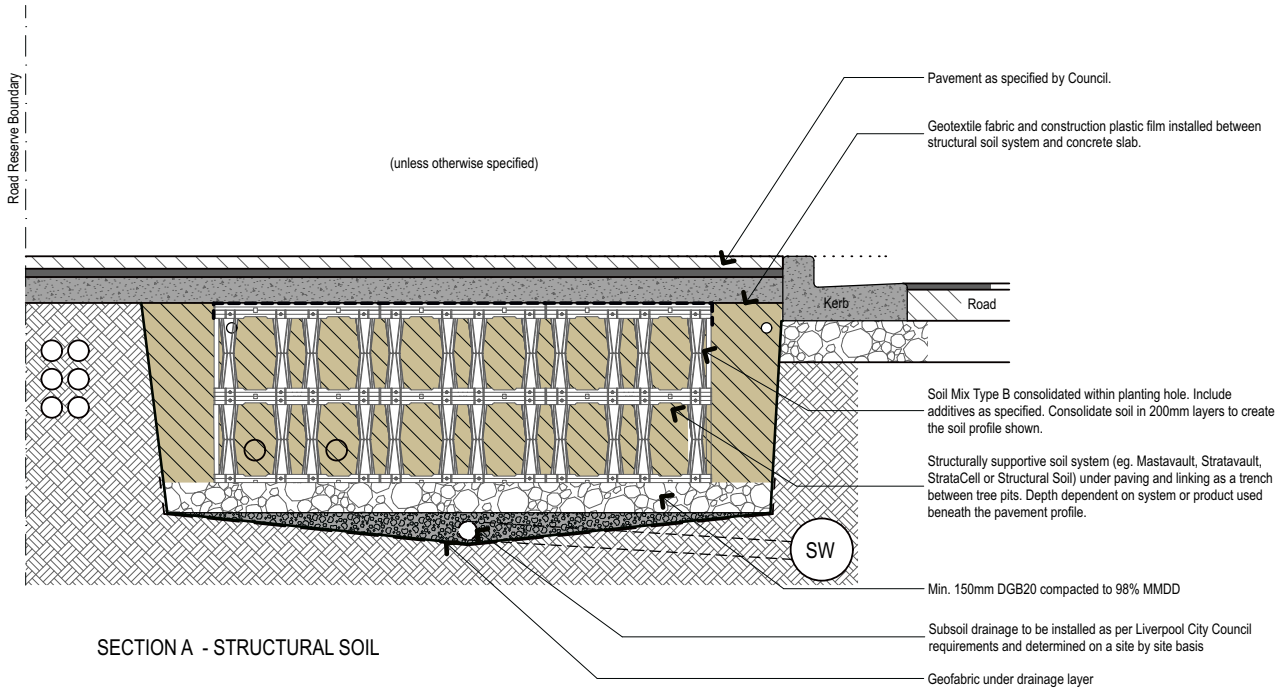 Road Reserve Boundary
Pavement as specified by Council.
Geotextile fabric and construction plastic film installed between
structural soil system and concrete slab.
(unless otherwise specified)
Kerb
Road
Soil Mix Type B consolidated within planting hole. Include
additives as specified. Consolidate soil in 200mm layers to create
the soil profile shown.
Structurally supportive soil system (eg. Mastavault, Stratavault,
StrataCell or Structural Soil) under paving and linking as a trench
between tree pits. Depth dependent on system or product used
beneath the pavement profile.
SW
Min. 150mm DGB20 compacted to 98% MMDD
Subsoil drainage to be installed as per Liverpool City Council
requirements and determined on a site by site basis
Geofabric under drainage layer
SECTION A - STRUCTURAL SOIL